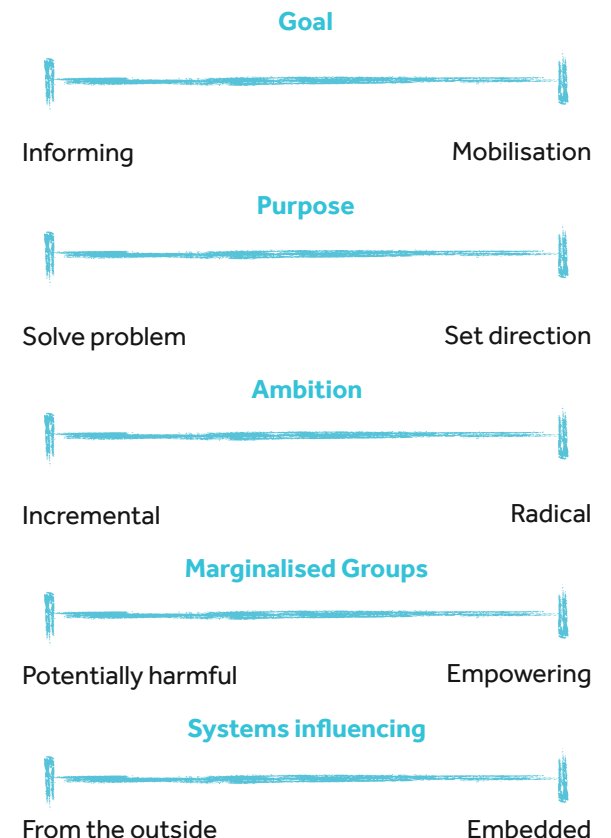 Goal
Informing Mobilisation
Purpose
Solve problem Set direction
Ambition
Incremental Radical
Marginalised Groups
Potentially harmful Empowering
Systems influencing
From the outside Embedded